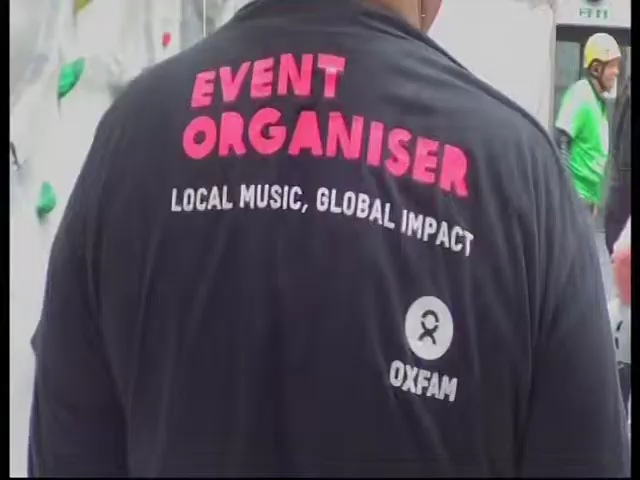 EVENT
ORGANISER
LOCAL MUSIC, GLOBAL IMPACT
OXFAM